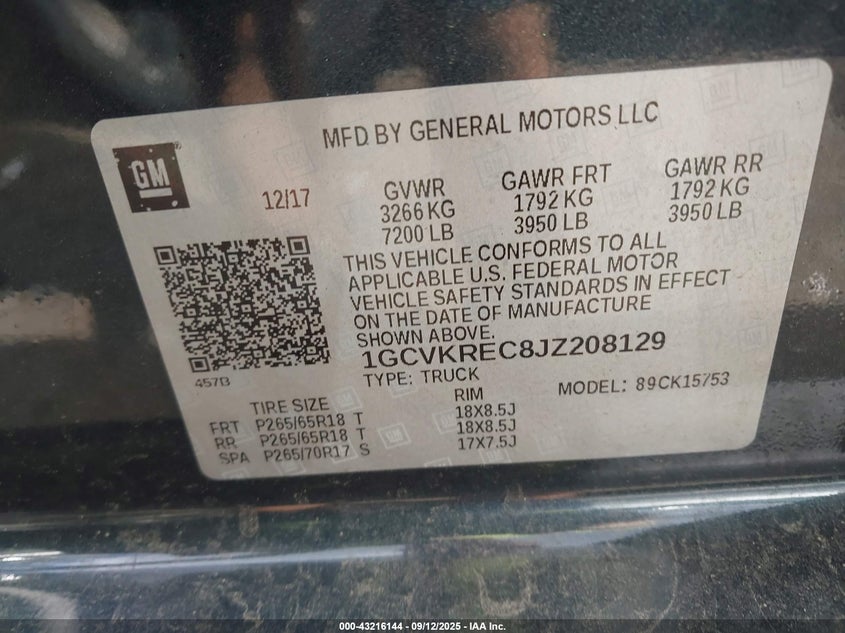 MFD BY GENERAL MOTORS LLC
GM
12/17
GVWR
3266 KG
7200 LB
GAWR FRT
1792 KG
3950 LB
GAWR RR
1792 KG
3950 LB
THIS VEHICLE CONFORMS TO ALL
APPLICABLE U.S. FEDERAL MOTOR
VEHICLE SAFETY STANDARDS IN EFFECT
ON THE DATE OF MANUFACTURE
SHOWN ABOVE.
1GCVKREC8JZ208129
TYPE: TRUCK
MODEL: 89CK15753
457B
TIRE SIZE RIM
FRT P265/65R18 T 18X8.5J
RR P265/65R18 T 18X8.5J
SPA P265/70R17 S 17X7.5J
000-43216144 - 09/12/2025 - IAA Inc.